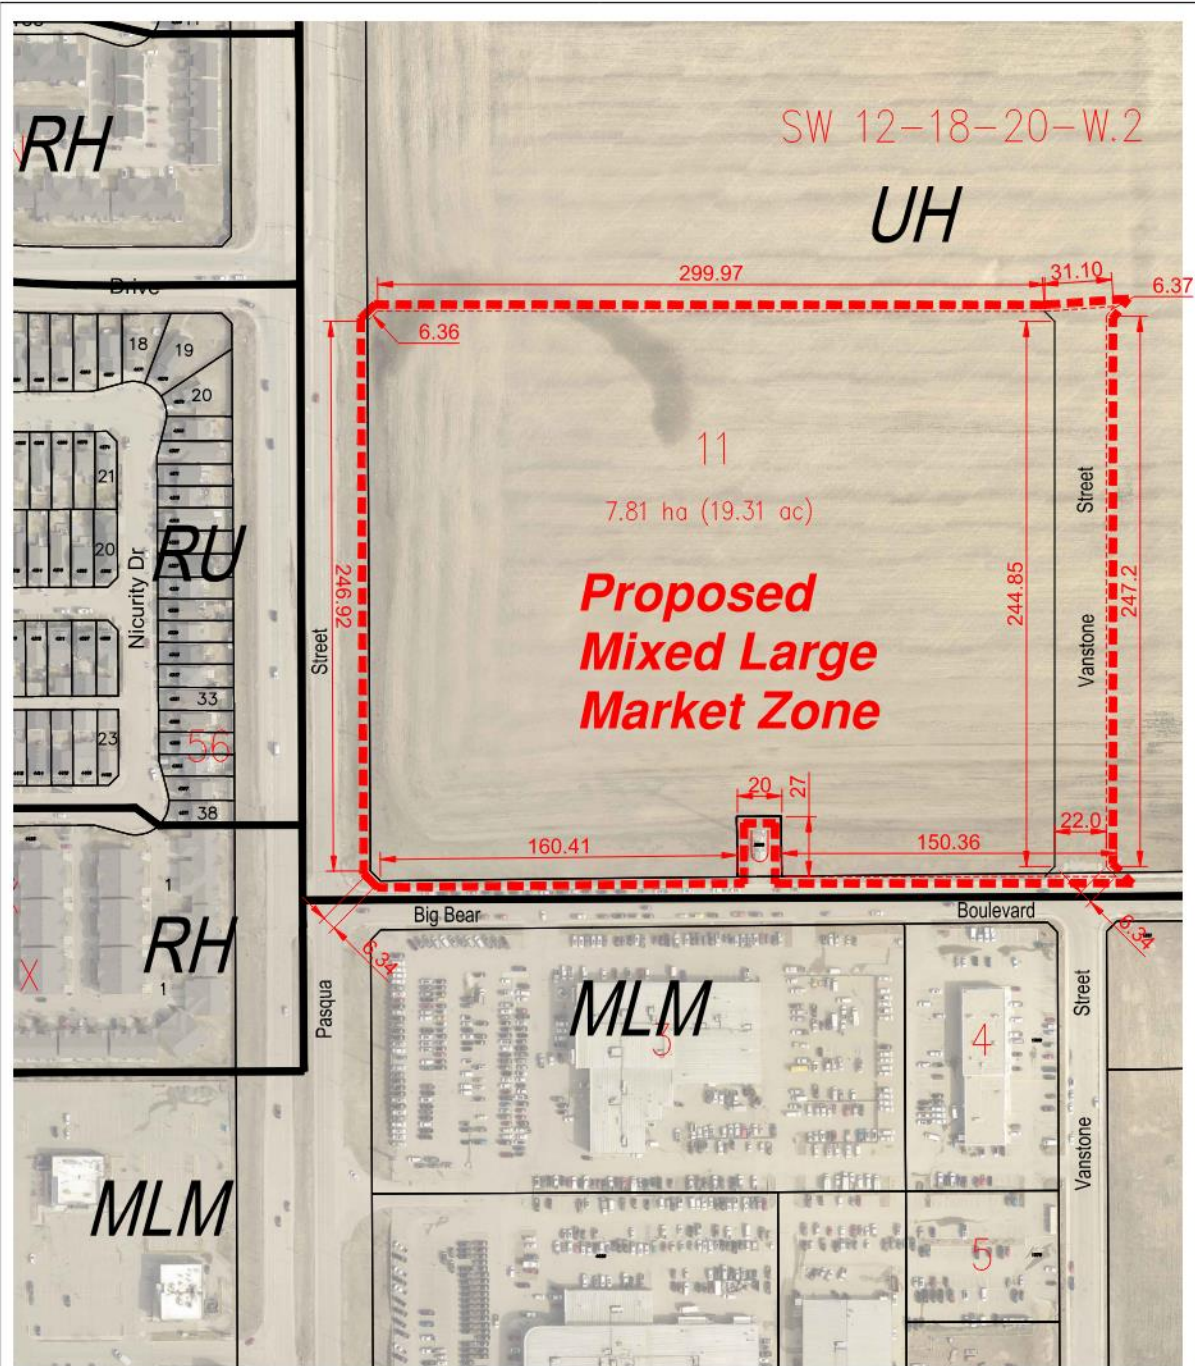 RH
SW 12-18-20-W.2
UH
Drive
299.97
31.10
6.37
6.36
18
19
20
21
20
Nicurity Dr.
RU
33
56
23
38
Street
246.92
11
7.81 ha (19.31 ac)
Proposed
Mixed Large
Market Zone
244.85
Street
Vanstone
247.2
20
27
22.0
160.41
150.36
Big Bear
Boulevard
6.34
8.34
1
RH
X
1
Pasqua
MLM
3
4
Street
Vanstone
MLM
5